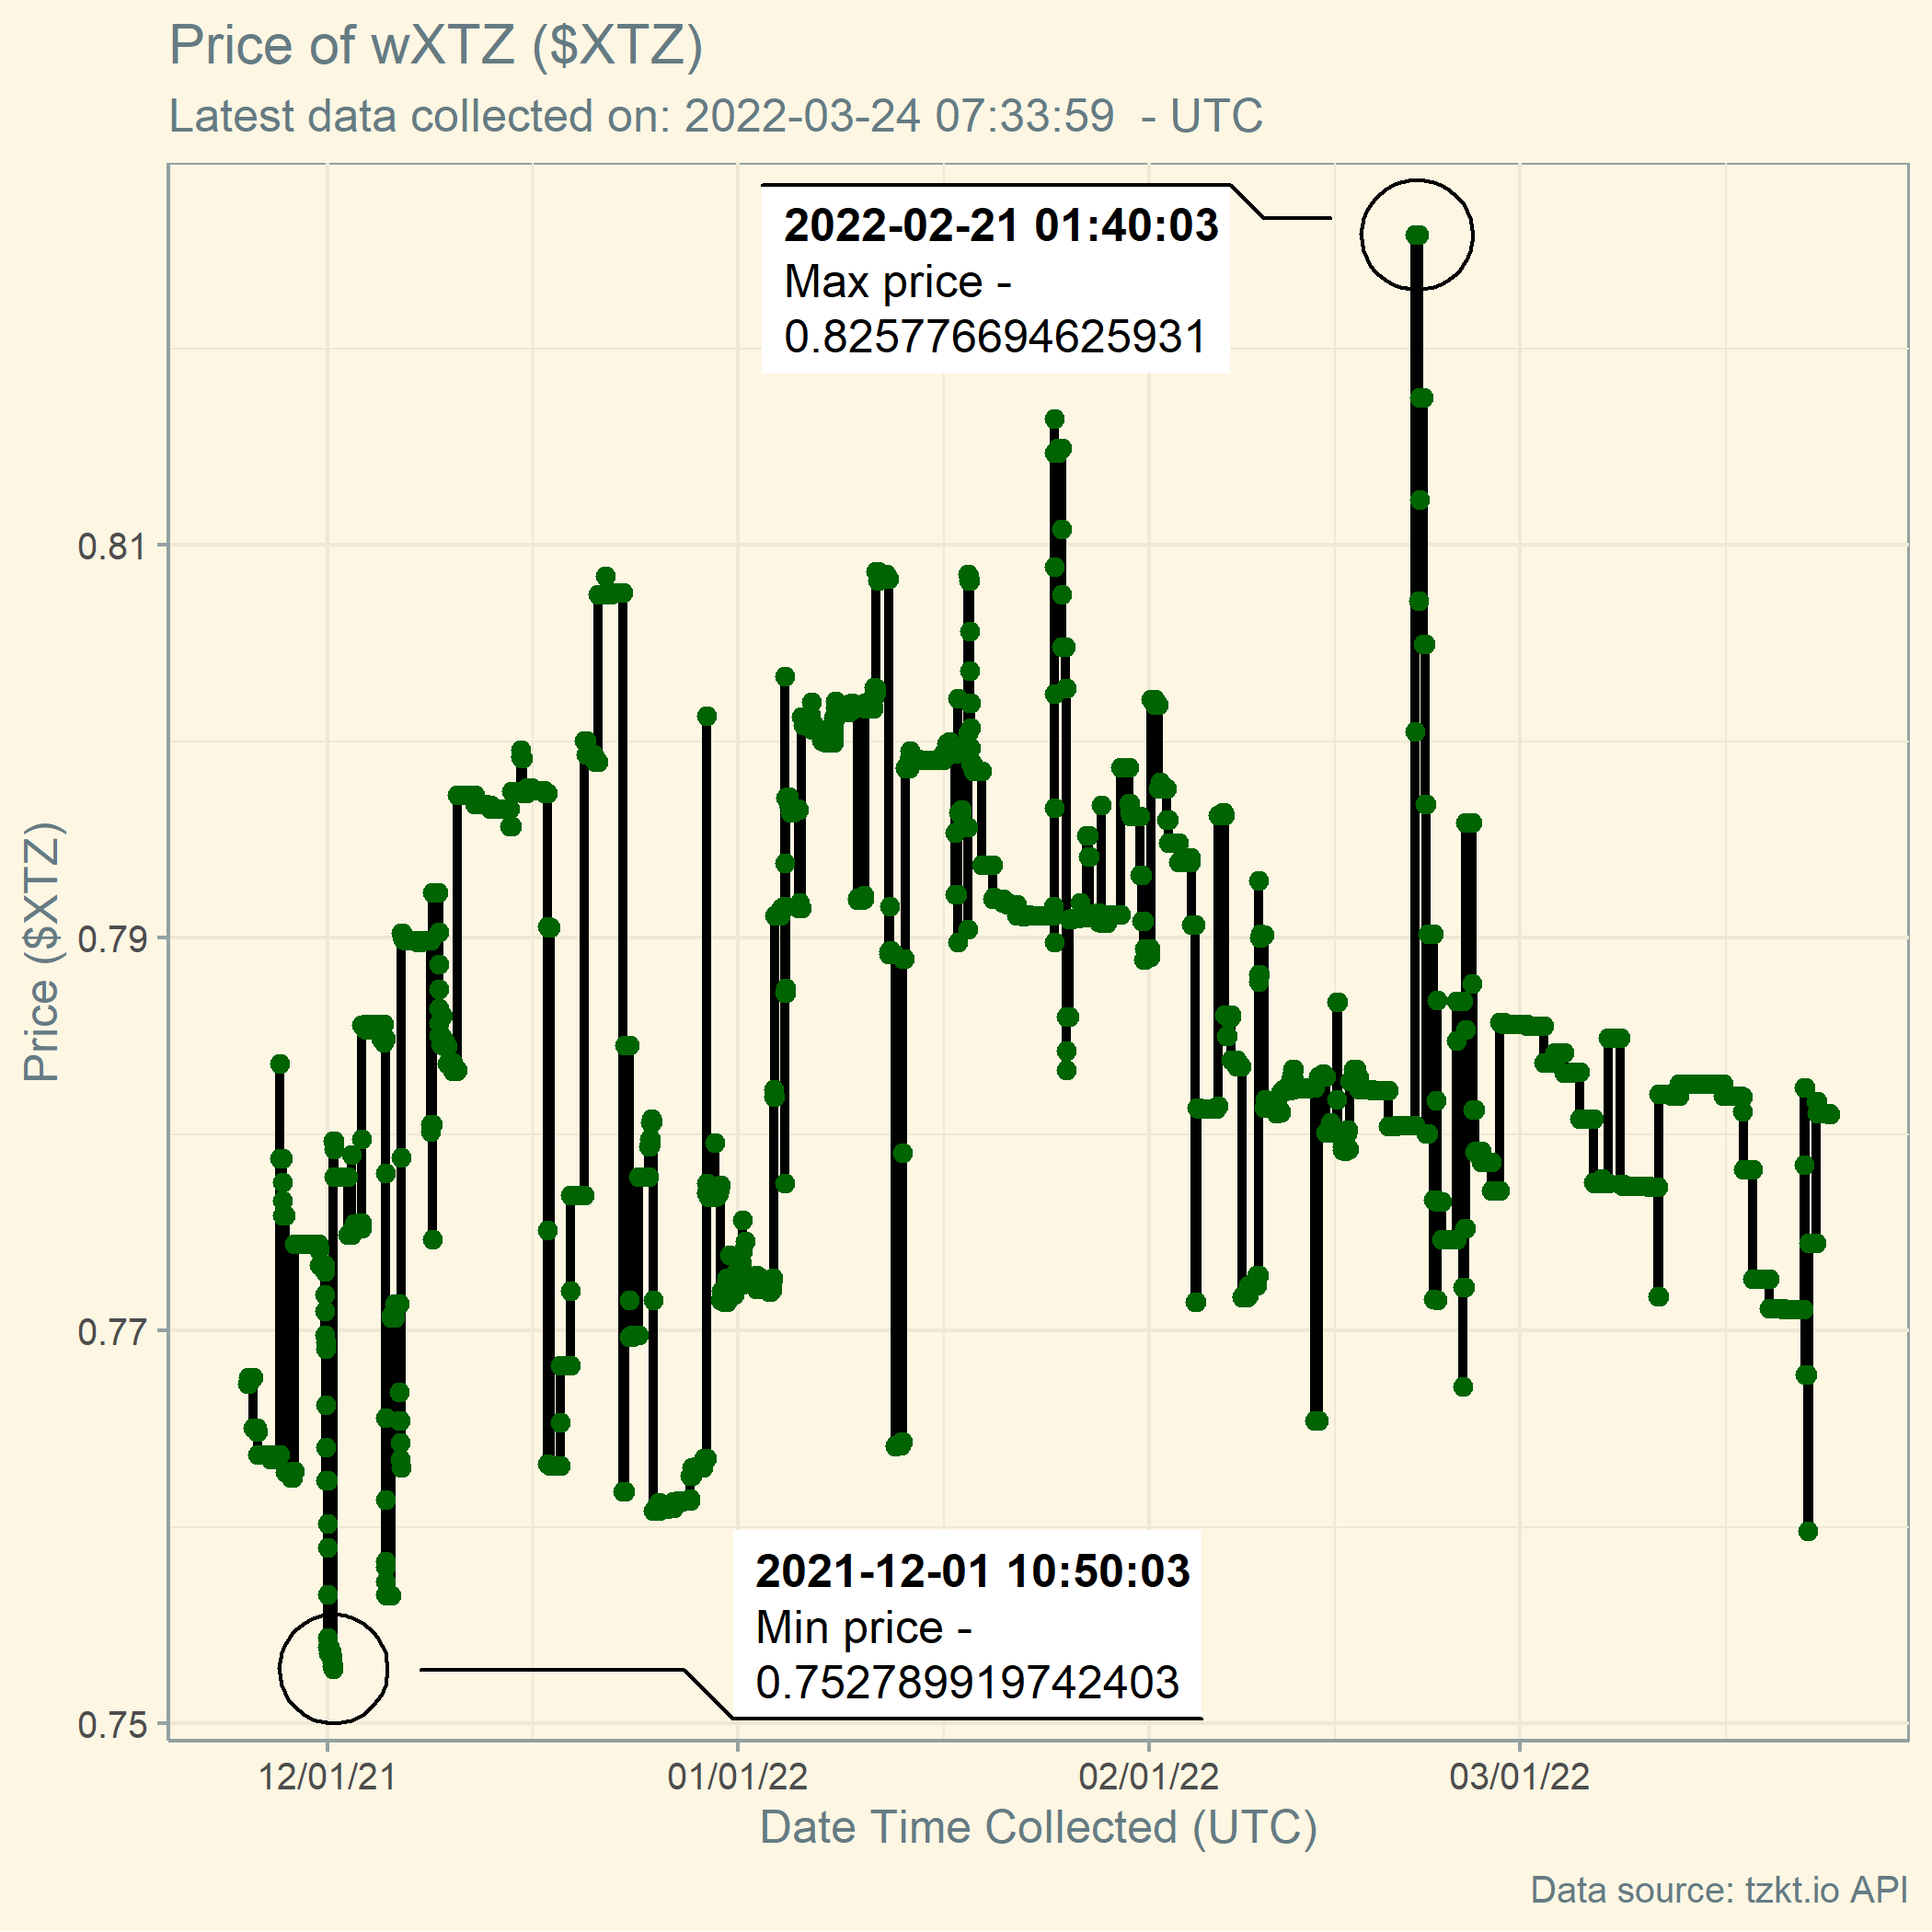 Price of wXTZ ($XTZ)
Latest data collected on: 2022-03-24 07:33:59  - UTC
2022-02-21 01:40:03
Max price -
0.825776694625931
0.81
0.79
0.77
0.75
Price ($XTZ)
2021-12-01 10:50:03
Min price -
0.752789919742403
12/01/21
01/01/22
02/01/22
03/01/22
Date Time Collected (UTC)
Data source: tzkt.io API